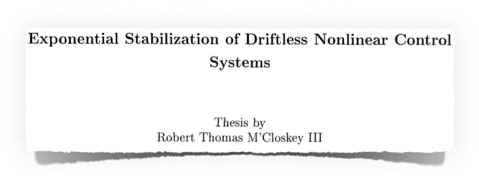 Exponential Stabilization of Driftless Nonlinear Control
Systems
Thesis by
Robert Thomas M'Closkey III